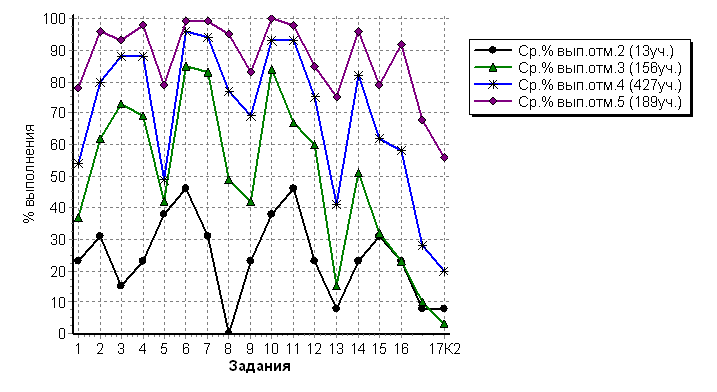 100
90
80
70
60
50
40
30
20
10
0
% выполнения
1 2 3 4 5 6 7 8 9 10 11 12 13 14 15 16 17K2
Задания
Ср.% вып.отм.2 (13уч.)
Ср.% вып.отм.3 (156уч.)
Ср.% вып.отм.4 (427уч.)
Ср.% вып.отм.5 (189уч.)